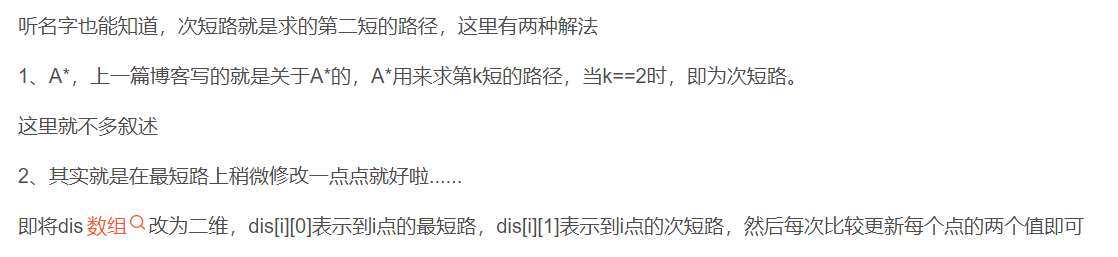 听名字也能知道，次短路就是求的第二短的路径，这里有两种解法
1、A*，上一篇博客写的就是关于A*的，A*用来求第k短的路径，当k==2时，即为次短路。
这里就不多叙述
2、其实就是在最短路上稍微修改一点点就好啦......
即将dis数组改为二维，dis[i][0]表示到i点的最短路，dis[i][1]表示到i点的次短路，然后每次比较更新每个点的两个值即可